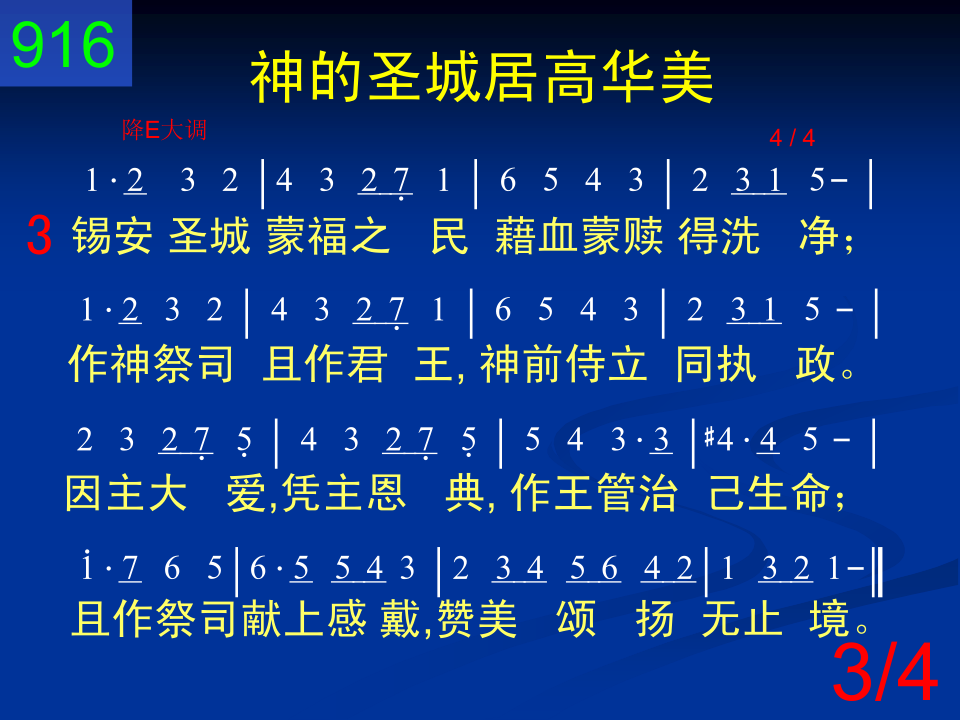 916
神的圣城居高华美
降E大调
4 / 4
1 · 2 3 2 | 4 3 2 7̣ 1 | 6 5 4 3 | 2 3 1 5 - |
3 锡安 圣城 蒙福之 民 藉血蒙赎 得洗 净；
1 · 2 3 2 | 4 3 2 7̣ 1 | 6 5 4 3 | 2 3 1 5 - |
作神祭司 且作君 王, 神前侍立 同执 政。
2 3 2 7̣ 5̣ | 4 3 2 7̣ 5̣ | 5 4 3 · 3 | ♯4 · 4 5 - |
因主大 爱,凭主恩 典, 作王管治 己生命；
1̇ · 7 6 5 | 6 · 5 5 4 3 | 2 3 4 5 6 4 2 | 1 3 2 1 - ‖
且作祭司献上感 戴,赞美 颂 扬 无止 境。
3/4